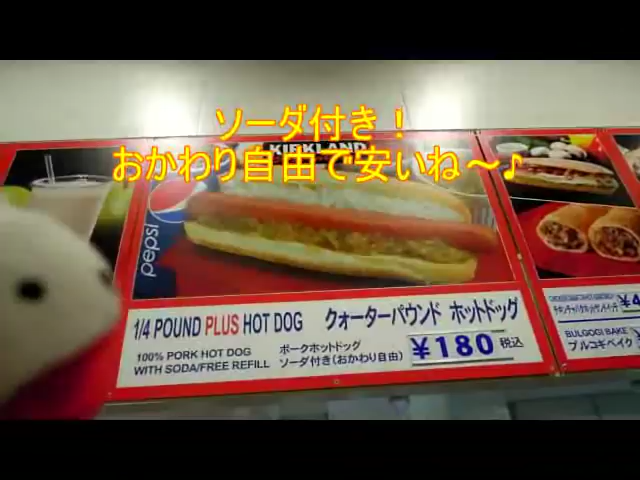 ソーダ付き！
おかわり自由で安いね～♪
KIRKLAND
pepsi
1/4 POUND PLUS HOT DOG
クォーターパウンド ホットドッグ
100% PORK HOT DOG
WITH SODA/FREE REFILL
ポークホットドッグ
ソーダ付き(おかわり自由)
¥180 税込
¥4
BULGOGI BAKE
プルコギベイク